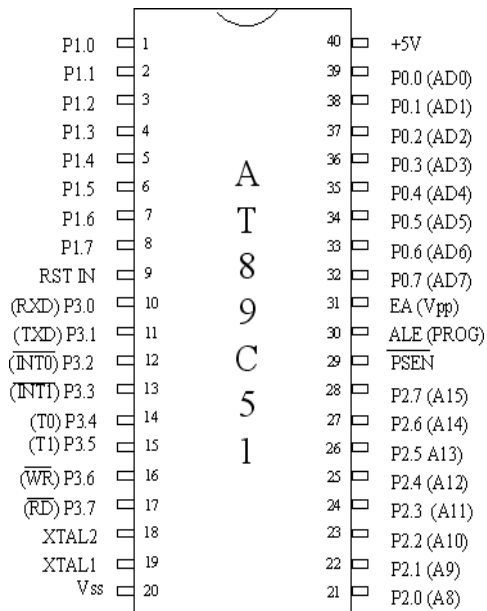 P1.0 1 40 +5V
P1.1 2 39 P0.0 (AD0)
P1.2 3 38 P0.1 (AD1)
P1.3 4 37 P0.2 (AD2)
P1.4 5 36 P0.3 (AD3)
P1.5 6 35 P0.4 (AD4)
P1.6 7 34 P0.5 (AD5)
P1.7 8 33 P0.6 (AD6)
RST IN 9 32 P0.7 (AD7)
(RXD) P3.0 10 31 EA (Vpp)
(TXD) P3.1 11 30 ALE (PROG)
(INT0) P3.2 12 29 PSEN
(INT1) P3.3 13 28 P2.7 (A15)
(T0) P3.4 14 27 P2.6 (A14)
(T1) P3.5 15 26 P2.5 A13)
(WR) P3.6 16 25 P2.4 (A12)
(RD) P3.7 17 24 P2.3 (A11)
XTAL2 18 23 P2.2 (A10)
XTAL1 19 22 P2.1 (A9)
Vss 20 21 P2.0 (A8)
AT89C51